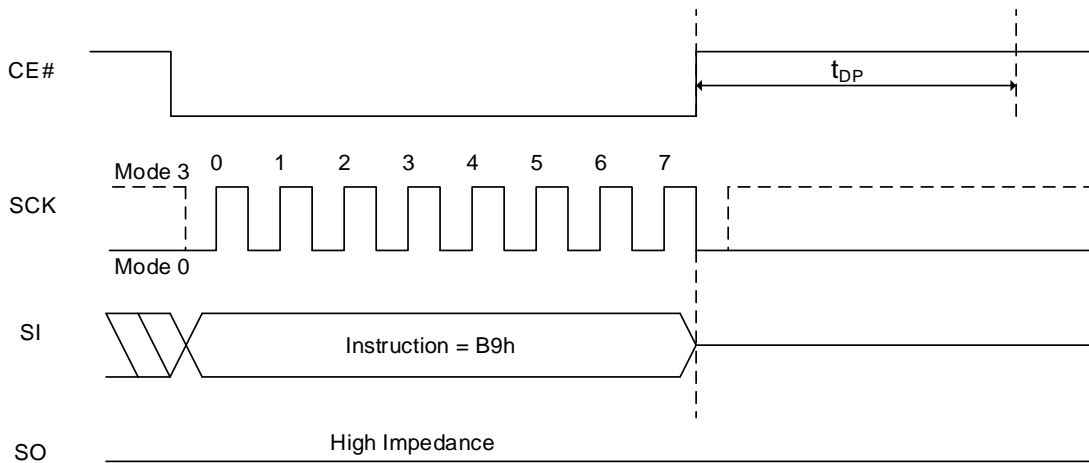 CE#
tDP
Mode 3
0 1 2 3 4 5 6 7
SCK
Mode 0
SI
Instruction = B9h
SO
High Impedance